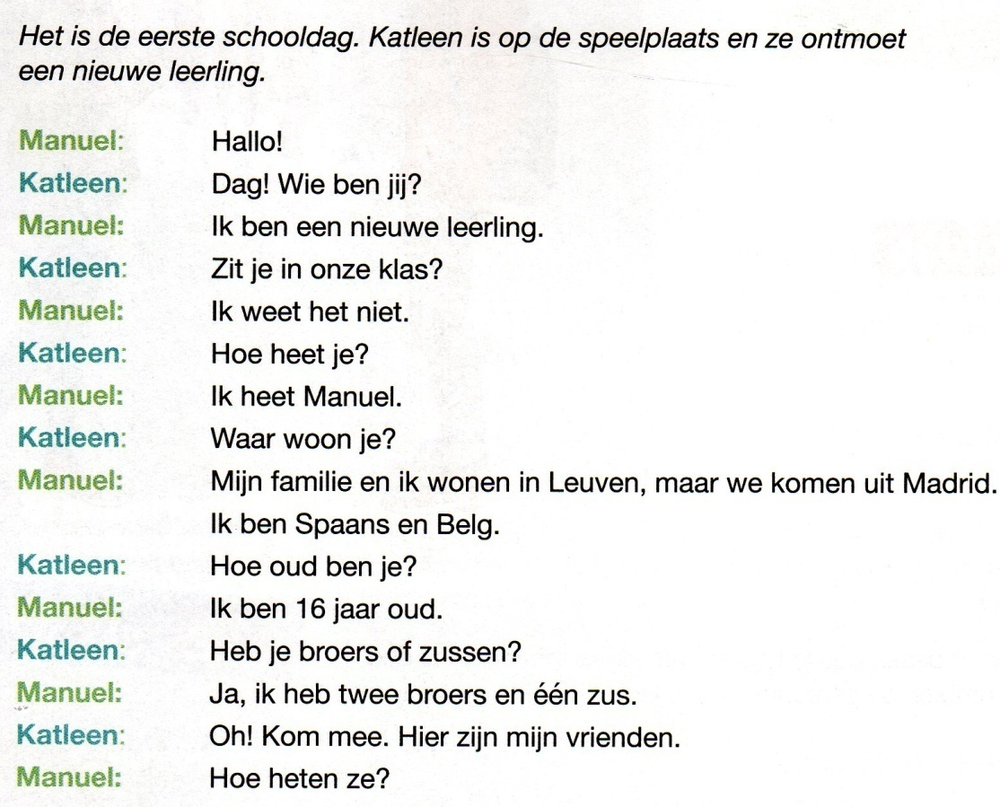 Het is de eerste schooldag. Katleen is op de speelplaats en ze ontmoet
een nieuwe leerling.
Manuel: Hallo!
Katleen: Dag! Wie ben jij?
Manuel: Ik ben een nieuwe leerling.
Katleen: Zit je in onze klas?
Manuel: Ik weet het niet.
Katleen: Hoe heet je?
Manuel: Ik heet Manuel.
Katleen: Waar woon je?
Manuel: Mijn familie en ik wonen in Leuven, maar we komen uit Madrid.
Ik ben Spaans en Belg.
Katleen: Hoe oud ben je?
Manuel: Ik ben 16 jaar oud.
Katleen: Heb je broers of zussen?
Manuel: Ja, ik heb twee broers en één zus.
Katleen: Oh! Kom mee. Hier zijn mijn vrienden.
Manuel: Hoe heten ze?